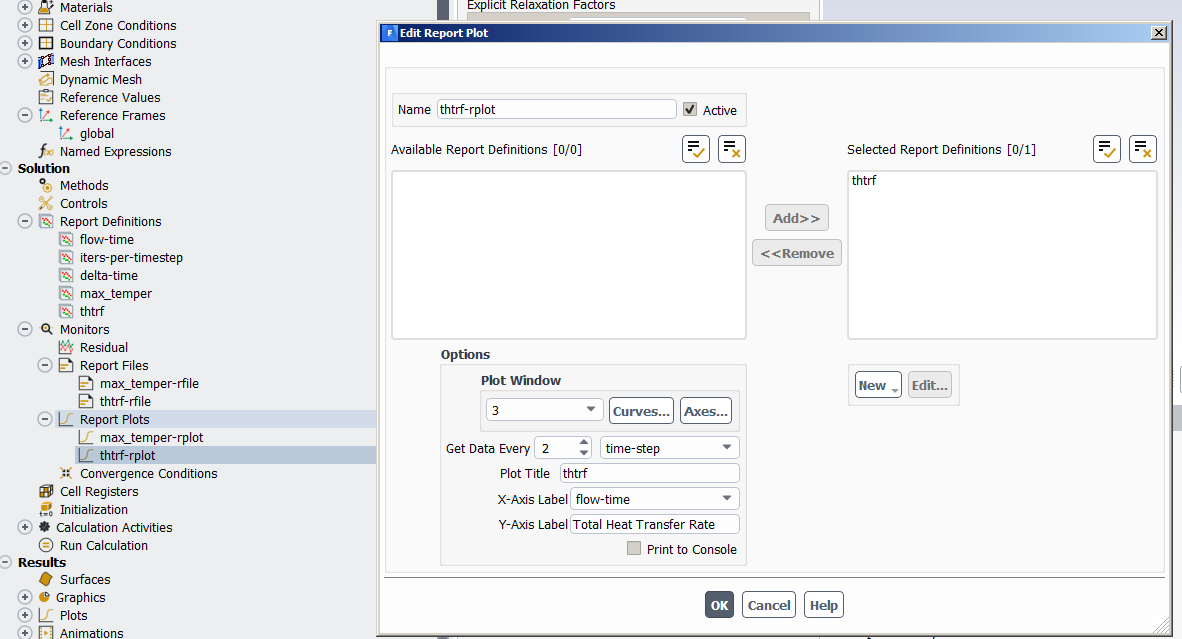 Materials
Cell Zone Conditions
Boundary Conditions
Mesh Interfaces
Dynamic Mesh
Reference Values
Reference Frames
global
Named Expressions
Solution
Methods
Controls
Report Definitions
flow-time
iters-per-timestep
delta-time
max_temper
thtrf
Monitors
Residual
Report Files
max_temper-rfile
thtrf-rfile
Report Plots
max_temper-rplot
thtrf-rplot
Convergence Conditions
Cell Registers
Initialization
Calculation Activities
Run Calculation
Results
Surfaces
Graphics
Plots
Animations
Explicit Relaxation Factors
F Edit Report Plot
Name thtrf-rplot Active
Available Report Definitions [0/0]
Selected Report Definitions [0/1]
thtrf
Add>>
<<Remove
Options
Plot Window
3 Curves... Axes...
Get Data Every 2 time-step
Plot Title thtrf
X-Axis Label flow-time
Y-Axis Label Total Heat Transfer Rate
Print to Console
New Edit...
OK Cancel Help